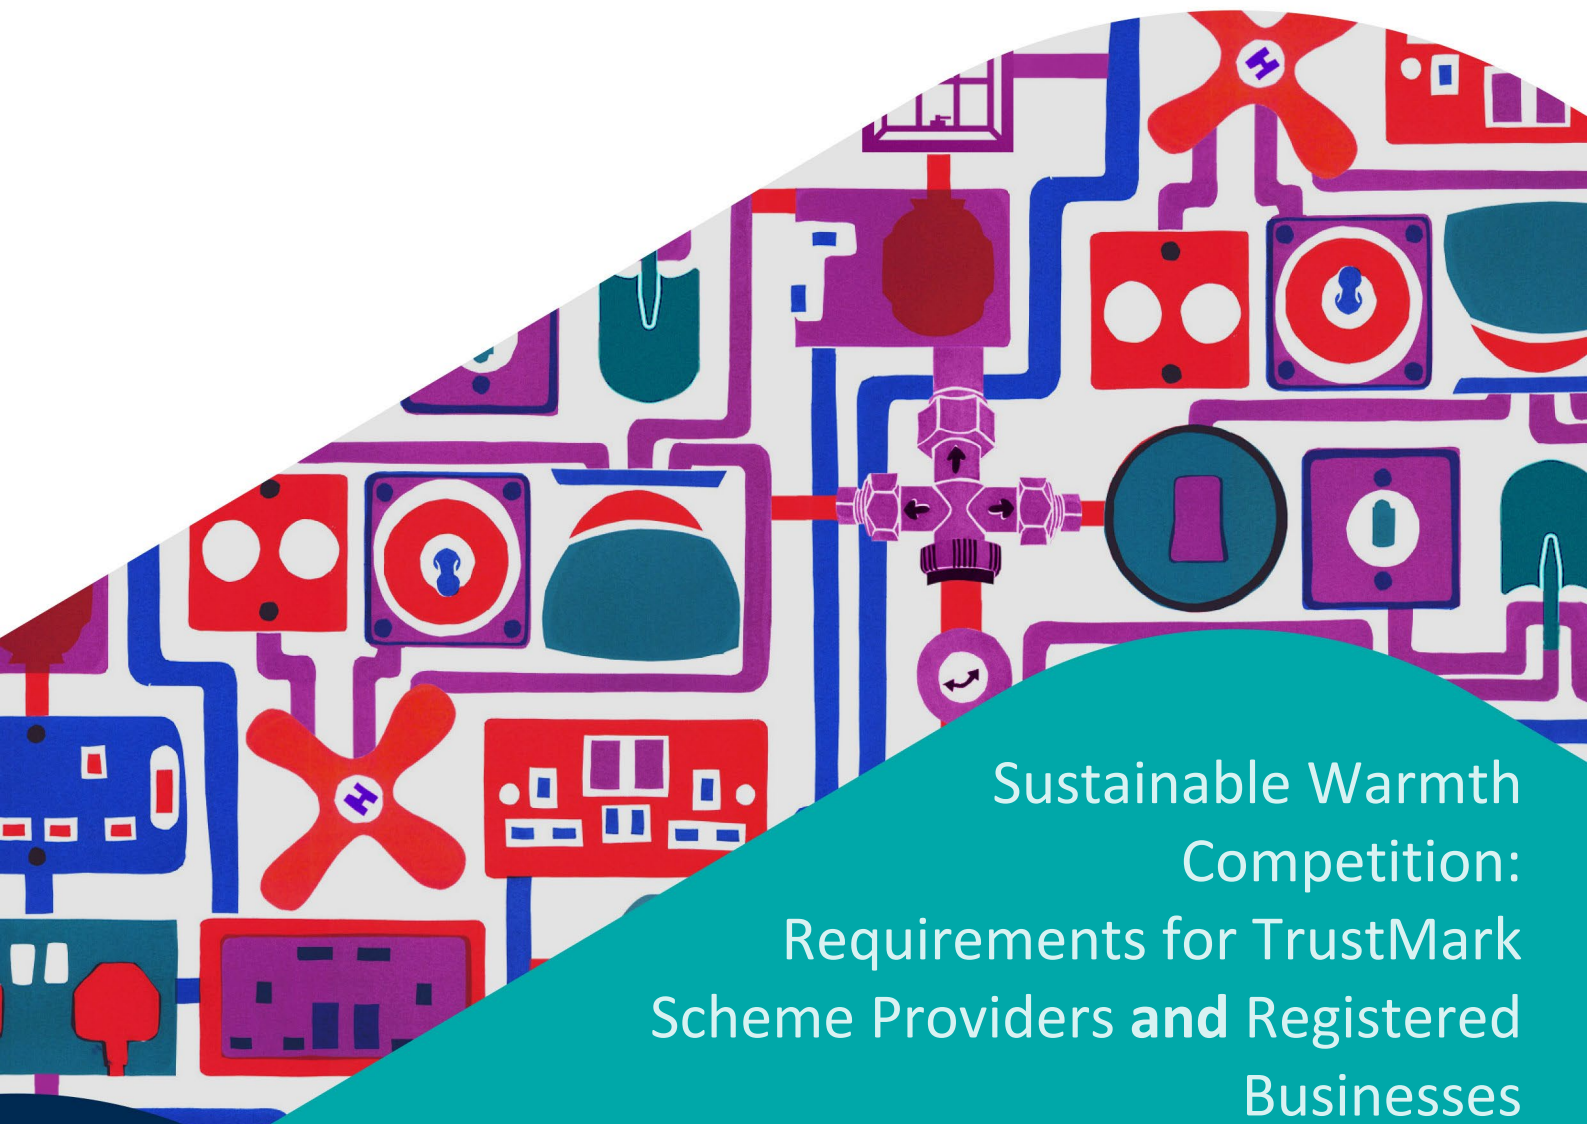 H
H
Sustainable Warmth
Competition:
Requirements for TrustMark
Scheme Providers and Registered
Businesses